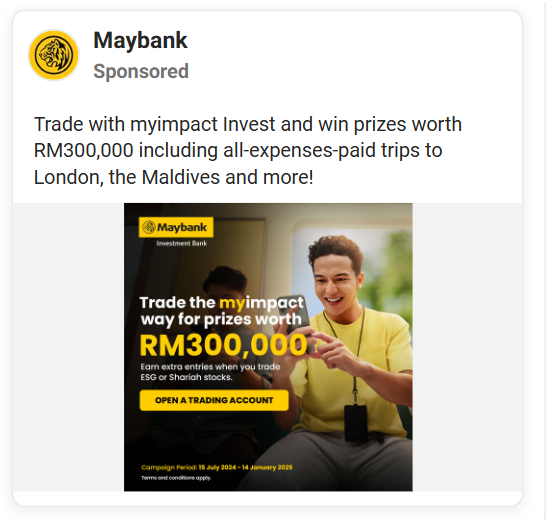 Maybank
Sponsored
Trade with myimpact Invest and win prizes worth
RM300,000 including all-expenses-paid trips to
London, the Maldives and more!
Maybank
Investment Bank
Trade the myimpact
way for prizes worth
RM300,000
Earn extra entries when you trade
ESG or Shariah stocks.
OPEN A TRADING ACCOUNT
Campaign Period: 15 July 2024 - 14 January 2025
Terms and conditions apply.